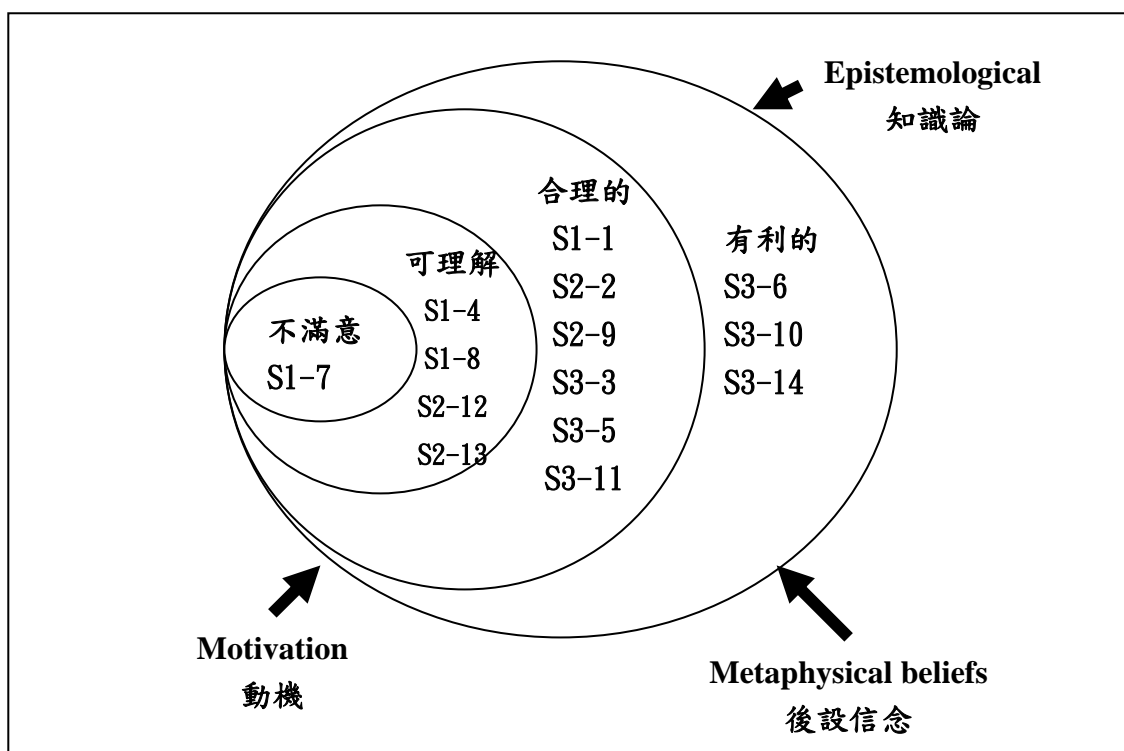 Epistemological
知識論
合理的
S1-1
S2-2
S2-9
S3-3
S3-5
S3-11
有利的
S3-6
S3-10
S3-14
可理解
S1-4
S1-8
S2-12
S2-13
不滿意
S1-7
Motivation
動機
Metaphysical beliefs
後設信念